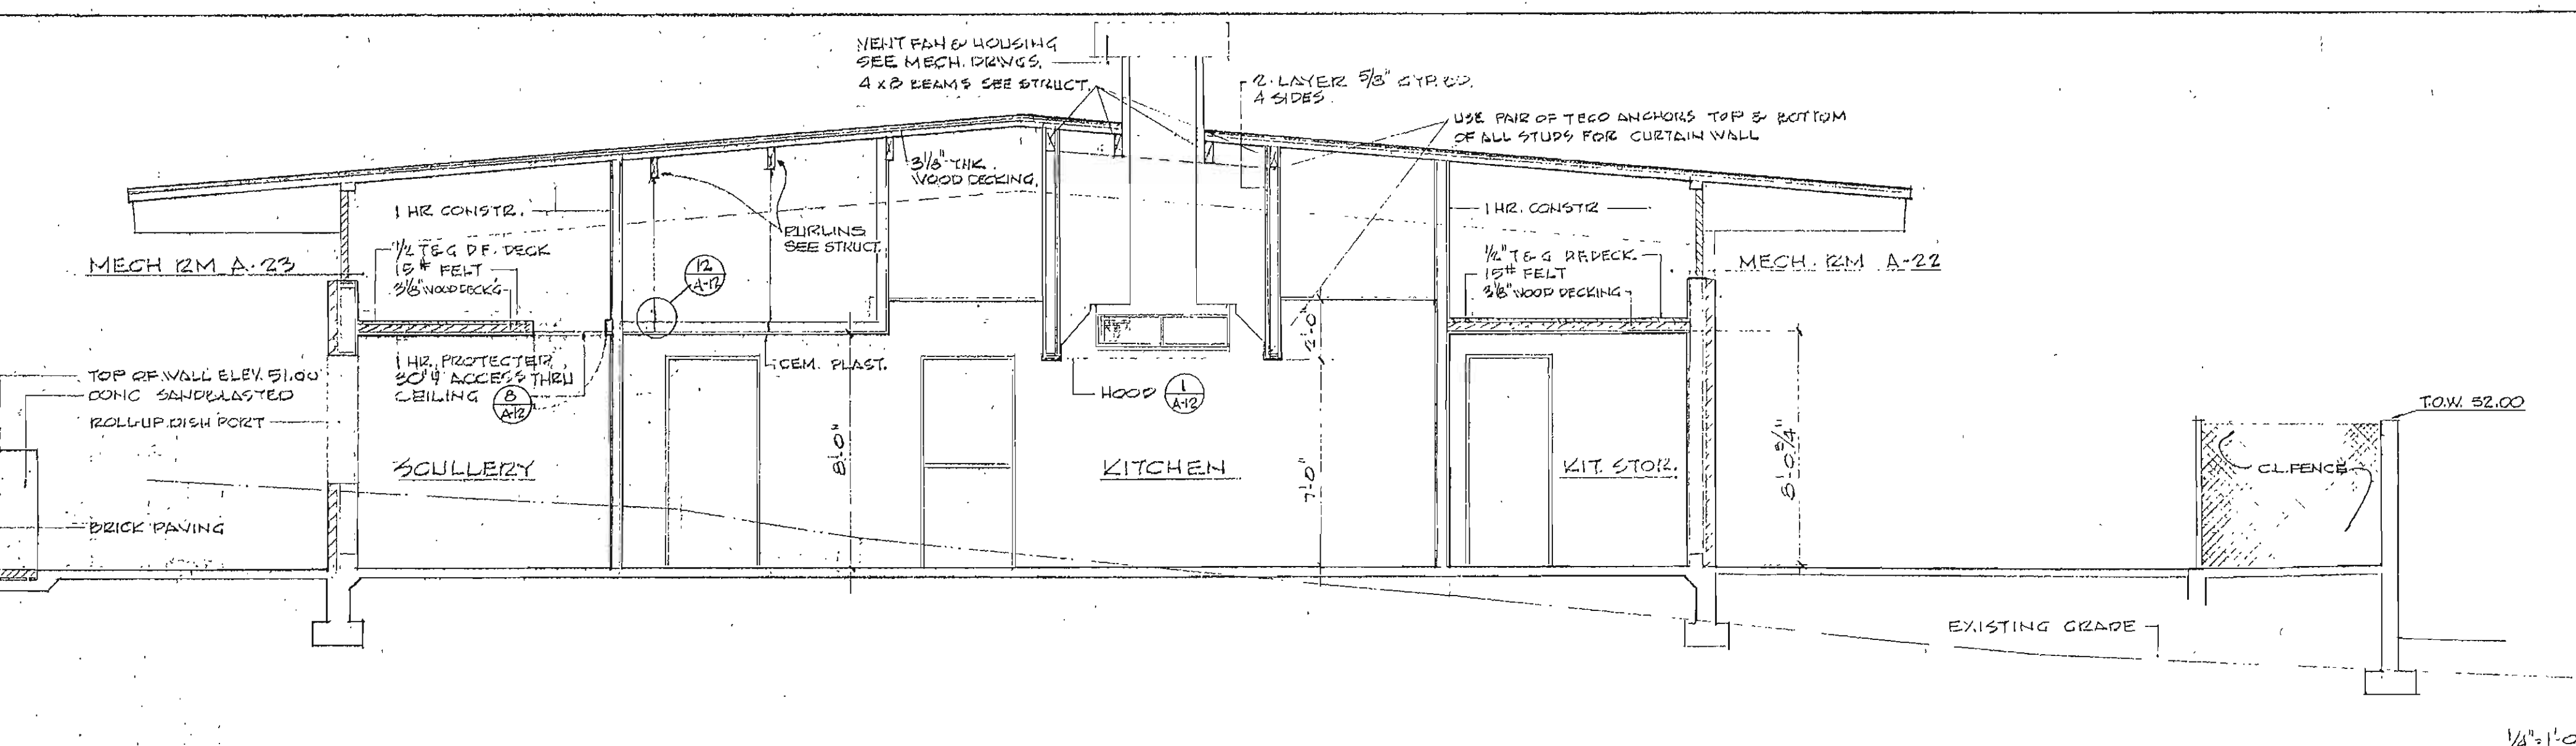 VENT FAN & HOUSING
SEE MECH. DRWGS.
4 x 8 BEAMS SEE STRUCT.
2-LAYER 5/8" GYP. BD.
4 SIDES
USE PAIR OF TECO ANCHORS TOP & BOTTOM
OF ALL STUDS FOR CURTAIN WALL
3 1/8" THK.
WOOD DECKING.
1 HR CONSTR.
PURLINS
SEE STRUCT.
1 HR. CONSTR
1/2 T&G D.F. DECK
15# FELT
3 1/8" WOOD DECK'G
MECH RM A-23
12
A-12
1/2" T&G D.F. DECK.
15# FELT
3 1/8" WOOD DECKING
MECH. RM A-22
2'-0"
1 HR. PROTECTED
30"⌀ ACCESS THRU
CEILING
8
A-12
CEM. PLAST.
HOOD
1
A-12
TOP OF WALL ELEV. 51.00
CONC SANDBLASTED
ROLL-UP DISH PORT
T.O.W. 52.00
SCULLERY
8'-0"
KITCHEN
7'-0"
KIT. STOR.
8'-0 3/4"
C.L. FENCE
BRICK PAVING
EXISTING GRADE
1/4"=1'-0